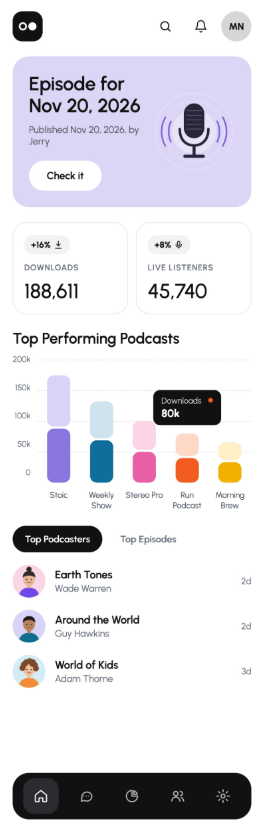 MN
Episode for
Nov 20, 2026
Published Nov 20, 2026, by
Jerry
Check it
+16%
DOWNLOADS
188,611
+8%
LIVE LISTENERS
45,740
Top Performing Podcasts
200k
150k
100k
50k
0
Downloads
80k
Stoic
Weekly
Show
Stereo Pro
Run
Podcast
Morning
Brew
Top Podcasters
Top Episodes
Earth Tones
Wade Warren
2d
Around the World
Guy Hawkins
2d
World of Kids
Adam Thorne
3d